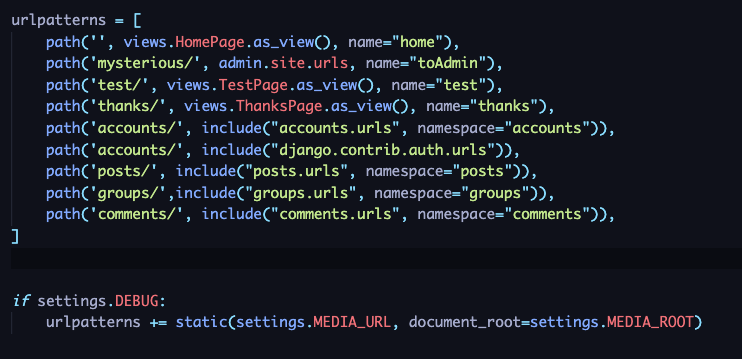 urlpatterns = [
    path('', views.HomePage.as_view(), name="home"),
    path('mysterious/', admin.site.urls, name="toAdmin"),
    path('test/', views.TestPage.as_view(), name="test"),
    path('thanks/', views.ThanksPage.as_view(), name="thanks"),
    path('accounts/', include("accounts.urls", namespace="accounts")),
    path('accounts/', include("django.contrib.auth.urls")),
    path('posts/', include("posts.urls", namespace="posts")),
    path('groups/',include("groups.urls", namespace="groups")),
    path('comments/', include("comments.urls", namespace="comments")),
]
if settings.DEBUG:
    urlpatterns += static(settings.MEDIA_URL, document_root=settings.MEDIA_ROOT)